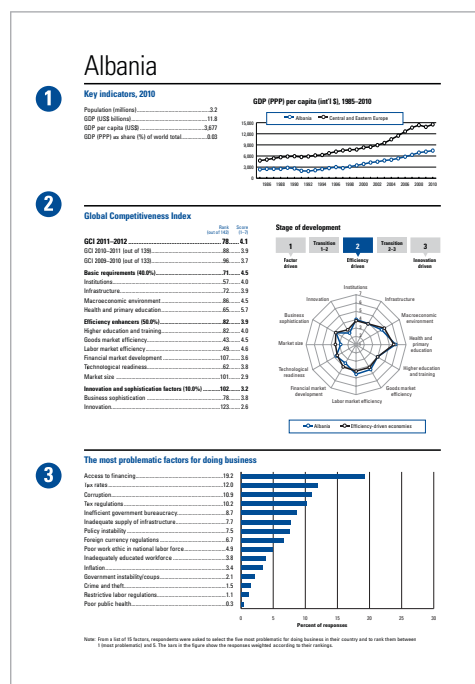 Albania
1
Key indicators, 2010
Population (millions)...3.2
GDP (US$ billions)...11.8
GDP per capita (US$)...3,677
GDP (PPP) as share (%) of world total...0.03
GDP (PPP) per capita (int'l $), 1985–2010
Albania Central and Eastern Europe
15,000
12,000
9,000
6,000
3,000
0
1986 1988 1990 1992 1994 1996 1998 2000 2002 2004 2006 2008 2010
2
Global Competitiveness Index
Rank Score
(out of 142) (1–7)
GCI 2011–2012...78...4.1
GCI 2010–2011 (out of 139)...88...3.9
GCI 2009–2010 (out of 133)...96...3.7
Basic requirements (40.0%)...71...4.5
Institutions...57...4.0
Infrastructure...72...3.9
Macroeconomic environment...86...4.5
Health and primary education...65...5.7
Efficiency enhancers (50.0%)...82...3.9
Higher education and training...82...4.0
Goods market efficiency...43...4.5
Labor market efficiency...49...4.6
Financial market development...107...3.6
Technological readiness...62...3.8
Market size...101...2.9
Innovation and sophistication factors (10.0%)...102...3.2
Business sophistication...78...3.8
Innovation...123...2.6
Stage of development
1 Transition 1–2 2 Transition 2–3 3
Factor driven Efficiency driven Innovation driven
Institutions
Infrastructure
Macroeconomic environment
Health and primary education
Higher education and training
Goods market efficiency
Labor market efficiency
Financial market development
Technological readiness
Market size
Business sophistication
Innovation
Albania Efficiency-driven economies
3
The most problematic factors for doing business
Access to financing...19.2
Tax rates...12.0
Corruption...10.9
Tax regulations...10.2
Inefficient government bureaucracy...8.7
Inadequate supply of infrastructure...7.7
Policy instability...7.5
Foreign currency regulations...6.7
Poor work ethic in national labor force...4.9
Inadequately educated workforce...3.8
Inflation...3.4
Government instability/coups...2.1
Crime and theft...1.5
Restrictive labor regulations...1.1
Poor public health...0.3
0 5 10 15 20 25 30
Percent of responses
Note: From a list of 15 factors, respondents were asked to select the five most problematic for doing business in their country and to rank them between
1 (most problematic) and 5. The bars in the figure show the responses weighted according to their rankings.